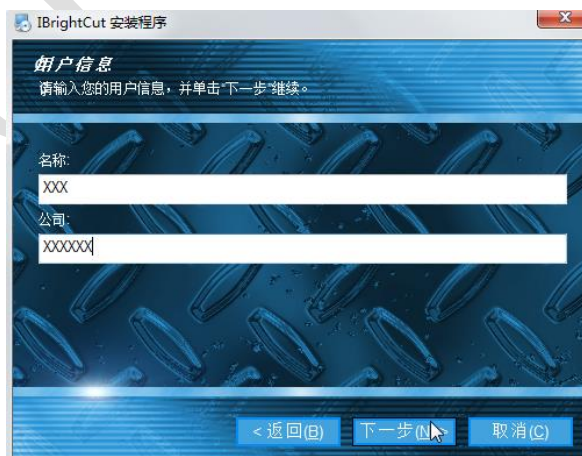 IBrightCut 安装程序
用户信息
请输入您的用户信息，并单击“下一步”继续。
名称:
XXX
公司:
XXXXXX
< 返回(B)
下一步(N) >
取消(C)